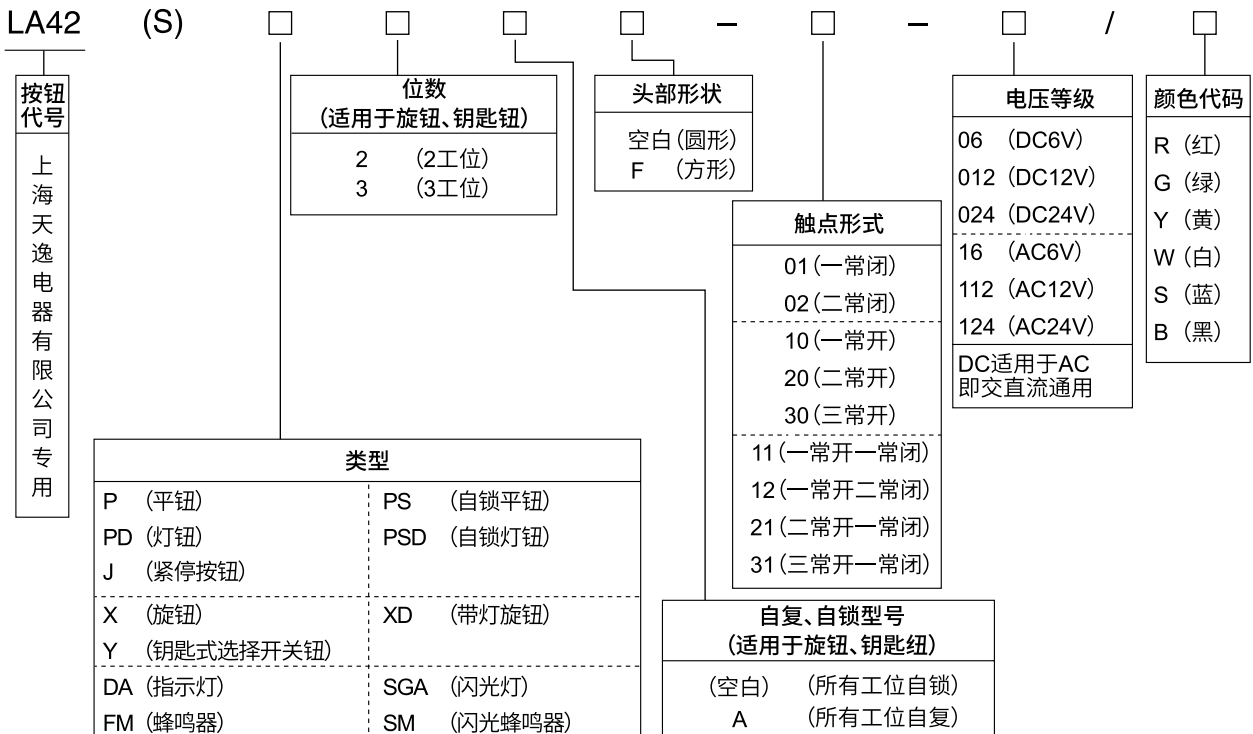 LA42 (S) □ □ □ □ - □ - □ / □
按钮
代号
上海天逸电器有限公司专用
位数
(适用于旋钮、钥匙钮)
2 (2工位)
3 (3工位)
头部形状
空白(圆形)
F (方形)
触点形式
01(一常闭)
02(二常闭)
10(一常开)
20(二常开)
30(三常开)
11(一常开一常闭)
12(一常开二常闭)
21(二常开一常闭)
31(三常开一常闭)
电压等级
06 (DC6V)
012 (DC12V)
024 (DC24V)
16 (AC6V)
112 (AC12V)
124 (AC24V)
DC适用于AC
即交直流通用
颜色代码
R (红)
G (绿)
Y (黄)
W (白)
S (蓝)
B (黑)
类型
P (平钮) PS (自锁平钮)
PD (灯钮) PSD (自锁灯钮)
J (紧停按钮)
X (旋钮) XD (带灯旋钮)
Y (钥匙式选择开关钮)
DA (指示灯) SGA (闪光灯)
FM (蜂鸣器) SM (闪光蜂鸣器)
自复、自锁型号
(适用于旋钮、钥匙纽)
(空白) (所有工位自锁)
A (所有工位自复)